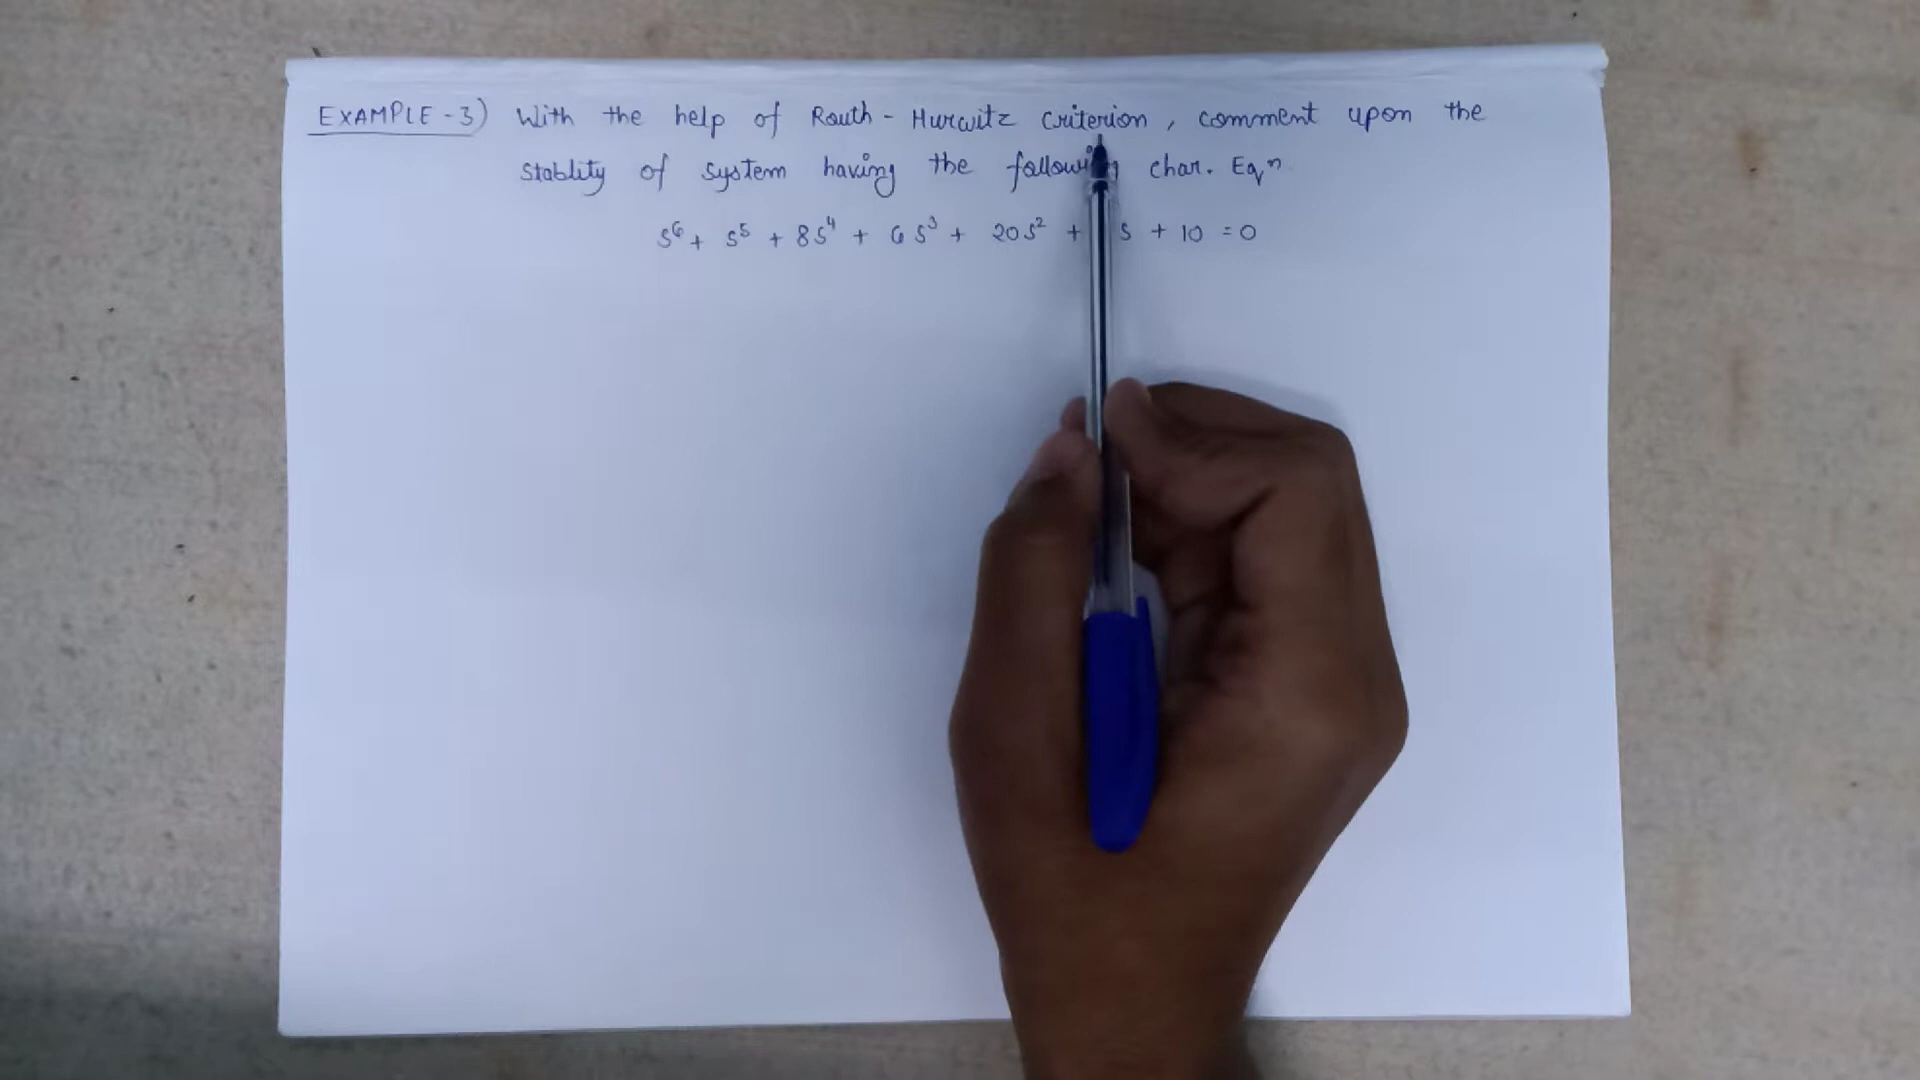 EXAMPLE-3) With the help of Routh - Hurwitz criterion, comment upon the
stablity of system having the following char. Eqⁿ
s⁶ + s⁵ + 8s⁴ + 6s³ + 20s² + s + 10 = 0